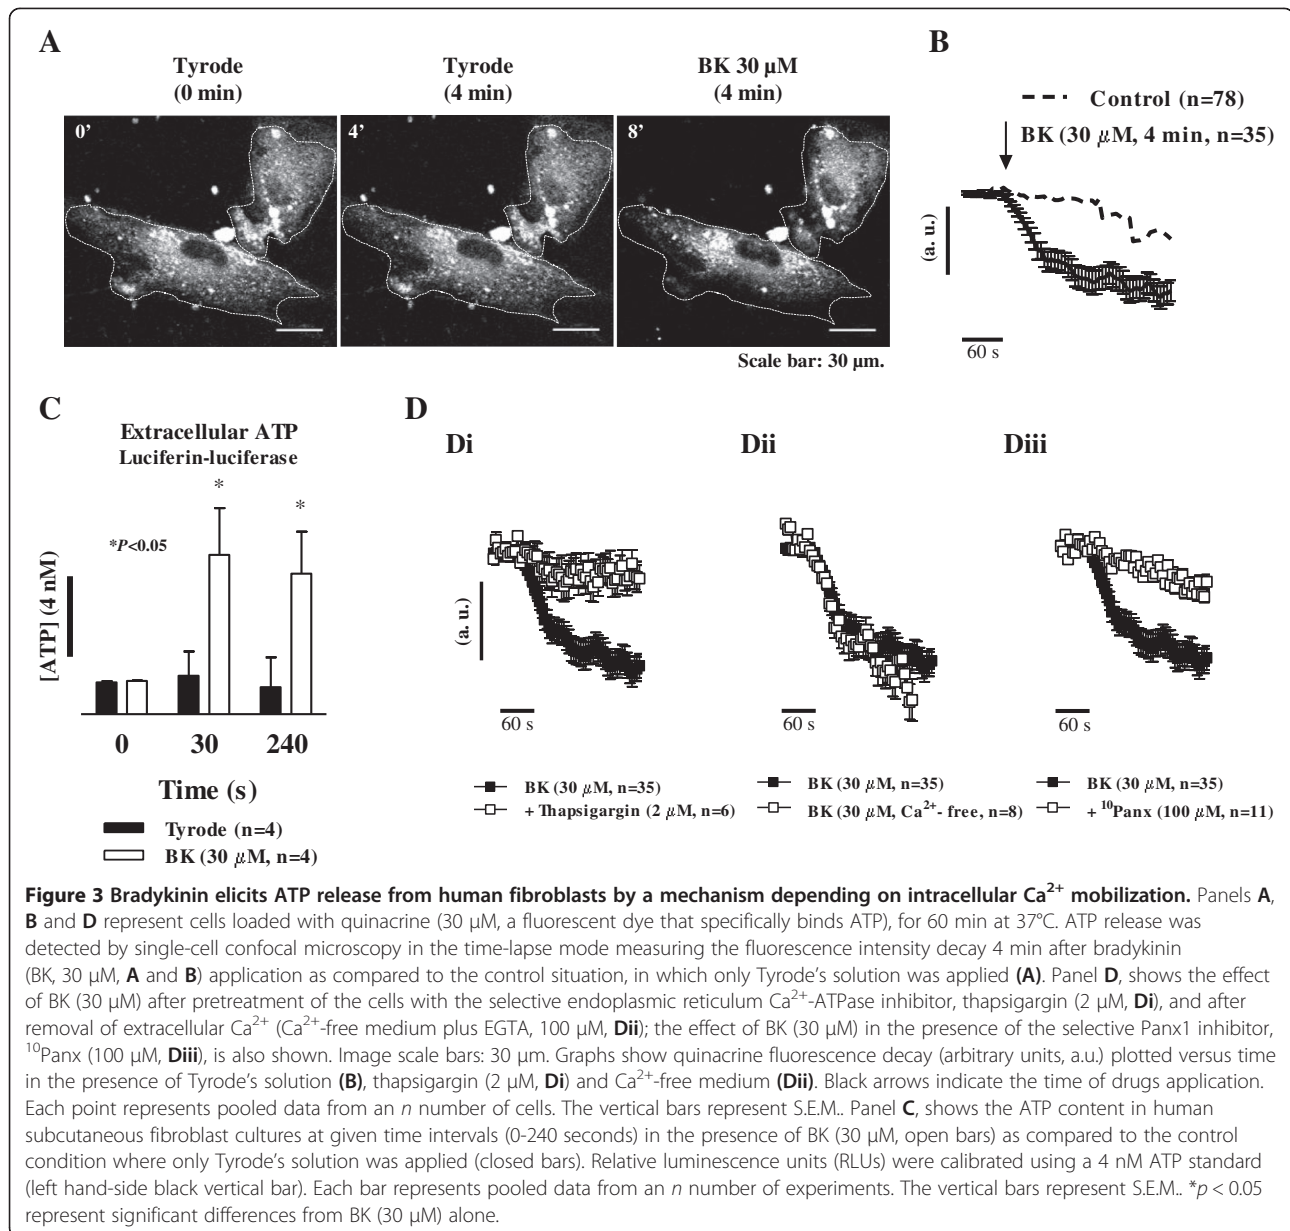 A
Tyrode
(0 min)
Tyrode
(4 min)
BK 30 µM
(4 min)
0'
4'
8'
Scale bar: 30 µm.
B
Control (n=78)
BK (30 µM, 4 min, n=35)
(a. u.)
60 s
C
Extracellular ATP
Luciferin-luciferase
*P<0.05
*
*
[ATP] (4 nM)
0
30
240
Time (s)
Tyrode (n=4)
BK (30 µM, n=4)
D
Di
Dii
Diii
(a. u.)
60 s
60 s
60 s
BK (30 µM, n=35)
+ Thapsigargin (2 µM, n=6)
BK (30 µM, n=35)
BK (30 µM, Ca²⁺- free, n=8)
BK (30 µM, n=35)
+ ¹⁰Panx (100 µM, n=11)
Figure 3 Bradykinin elicits ATP release from human fibroblasts by a mechanism depending on intracellular Ca²⁺ mobilization. Panels A,
B and D represent cells loaded with quinacrine (30 µM, a fluorescent dye that specifically binds ATP), for 60 min at 37°C. ATP release was
detected by single-cell confocal microscopy in the time-lapse mode measuring the fluorescence intensity decay 4 min after bradykinin
(BK, 30 µM, A and B) application as compared to the control situation, in which only Tyrode's solution was applied (A). Panel D, shows the effect
of BK (30 µM) after pretreatment of the cells with the selective endoplasmic reticulum Ca²⁺-ATPase inhibitor, thapsigargin (2 µM, Di), and after
removal of extracellular Ca²⁺ (Ca²⁺-free medium plus EGTA, 100 µM, Dii); the effect of BK (30 µM) in the presence of the selective Panx1 inhibitor,
¹⁰Panx (100 µM, Diii), is also shown. Image scale bars: 30 µm. Graphs show quinacrine fluorescence decay (arbitrary units, a.u.) plotted versus time
in the presence of Tyrode's solution (B), thapsigargin (2 µM, Di) and Ca²⁺-free medium (Dii). Black arrows indicate the time of drugs application.
Each point represents pooled data from an n number of cells. The vertical bars represent S.E.M.. Panel C, shows the ATP content in human
subcutaneous fibroblast cultures at given time intervals (0-240 seconds) in the presence of BK (30 µM, open bars) as compared to the control
condition where only Tyrode's solution was applied (closed bars). Relative luminescence units (RLUs) were calibrated using a 4 nM ATP standard
(left hand-side black vertical bar). Each bar represents pooled data from an n number of experiments. The vertical bars represent S.E.M.. *p < 0.05
represent significant differences from BK (30 µM) alone.